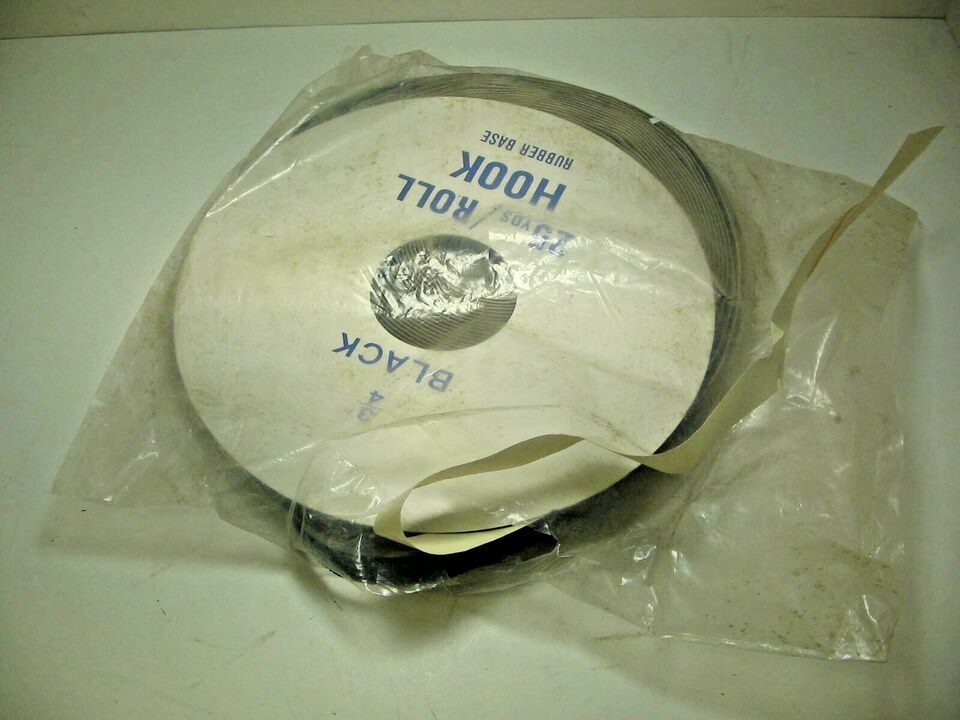 3/4"
BLACK
25 YDS./ROLL
HOOK
RUBBER BASE